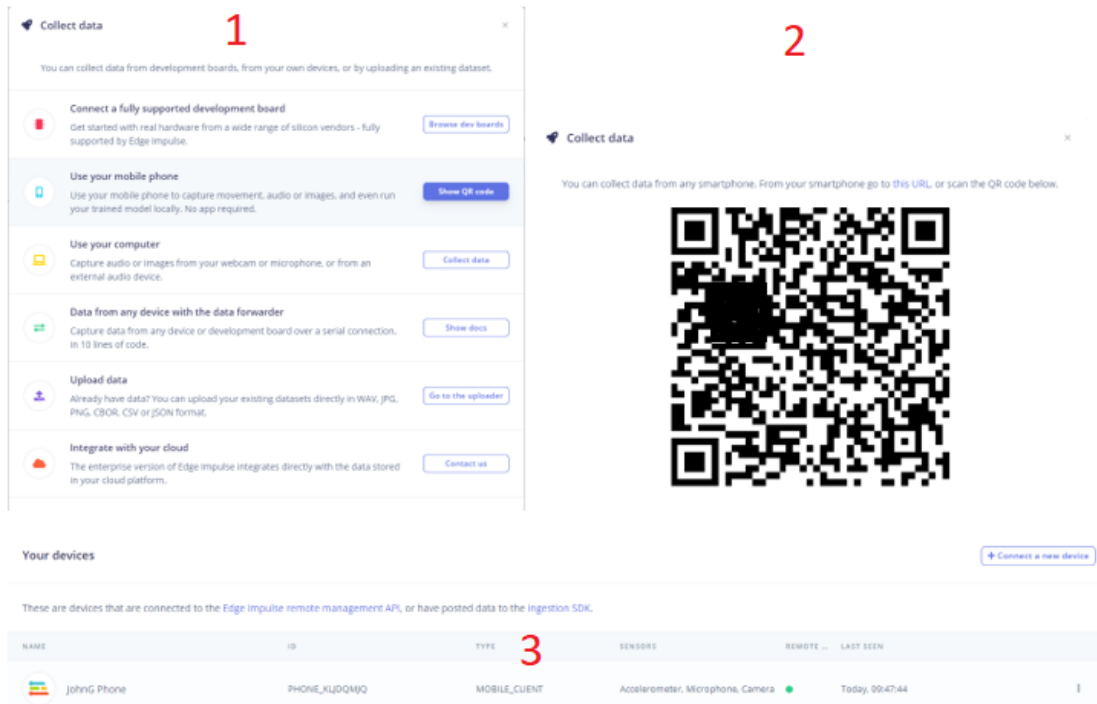 Collect data
1
You can collect data from development boards, from your own devices, or by uploading an existing dataset.
Connect a fully supported development board
Get started with real hardware from a wide range of silicon vendors - fully
supported by Edge Impulse.
Browse dev boards
Use your mobile phone
Use your mobile phone to capture movement, audio or images, and even run
your trained model locally. No app required.
Show QR code
Use your computer
Capture audio or images from your webcam or microphone, or from an
external audio device.
Collect data
Data from any device with the data forwarder
Capture data from any device or development board over a serial connection,
in 10 lines of code.
Show docs
Upload data
Already have data? You can upload your existing datasets directly in WAV, JPG,
PNG, CBOR, CSV or JSON format.
Go to the uploader
Integrate with your cloud
The enterprise version of Edge Impulse integrates directly with the data stored
in your cloud platform.
Contact us
2
Collect data
You can collect data from any smartphone. From your smartphone go to this URL, or scan the QR code below.
Your devices
+ Connect a new device
These are devices that are connected to the Edge Impulse remote management API, or have posted data to the ingestion SDK.
3
NAME ID TYPE SENSORS REMOTE ... LAST SEEN
JohnG Phone PHONE_KLJDQMJQ MOBILE_CLIENT Accelerometer, Microphone, Camera Today, 09:47:44